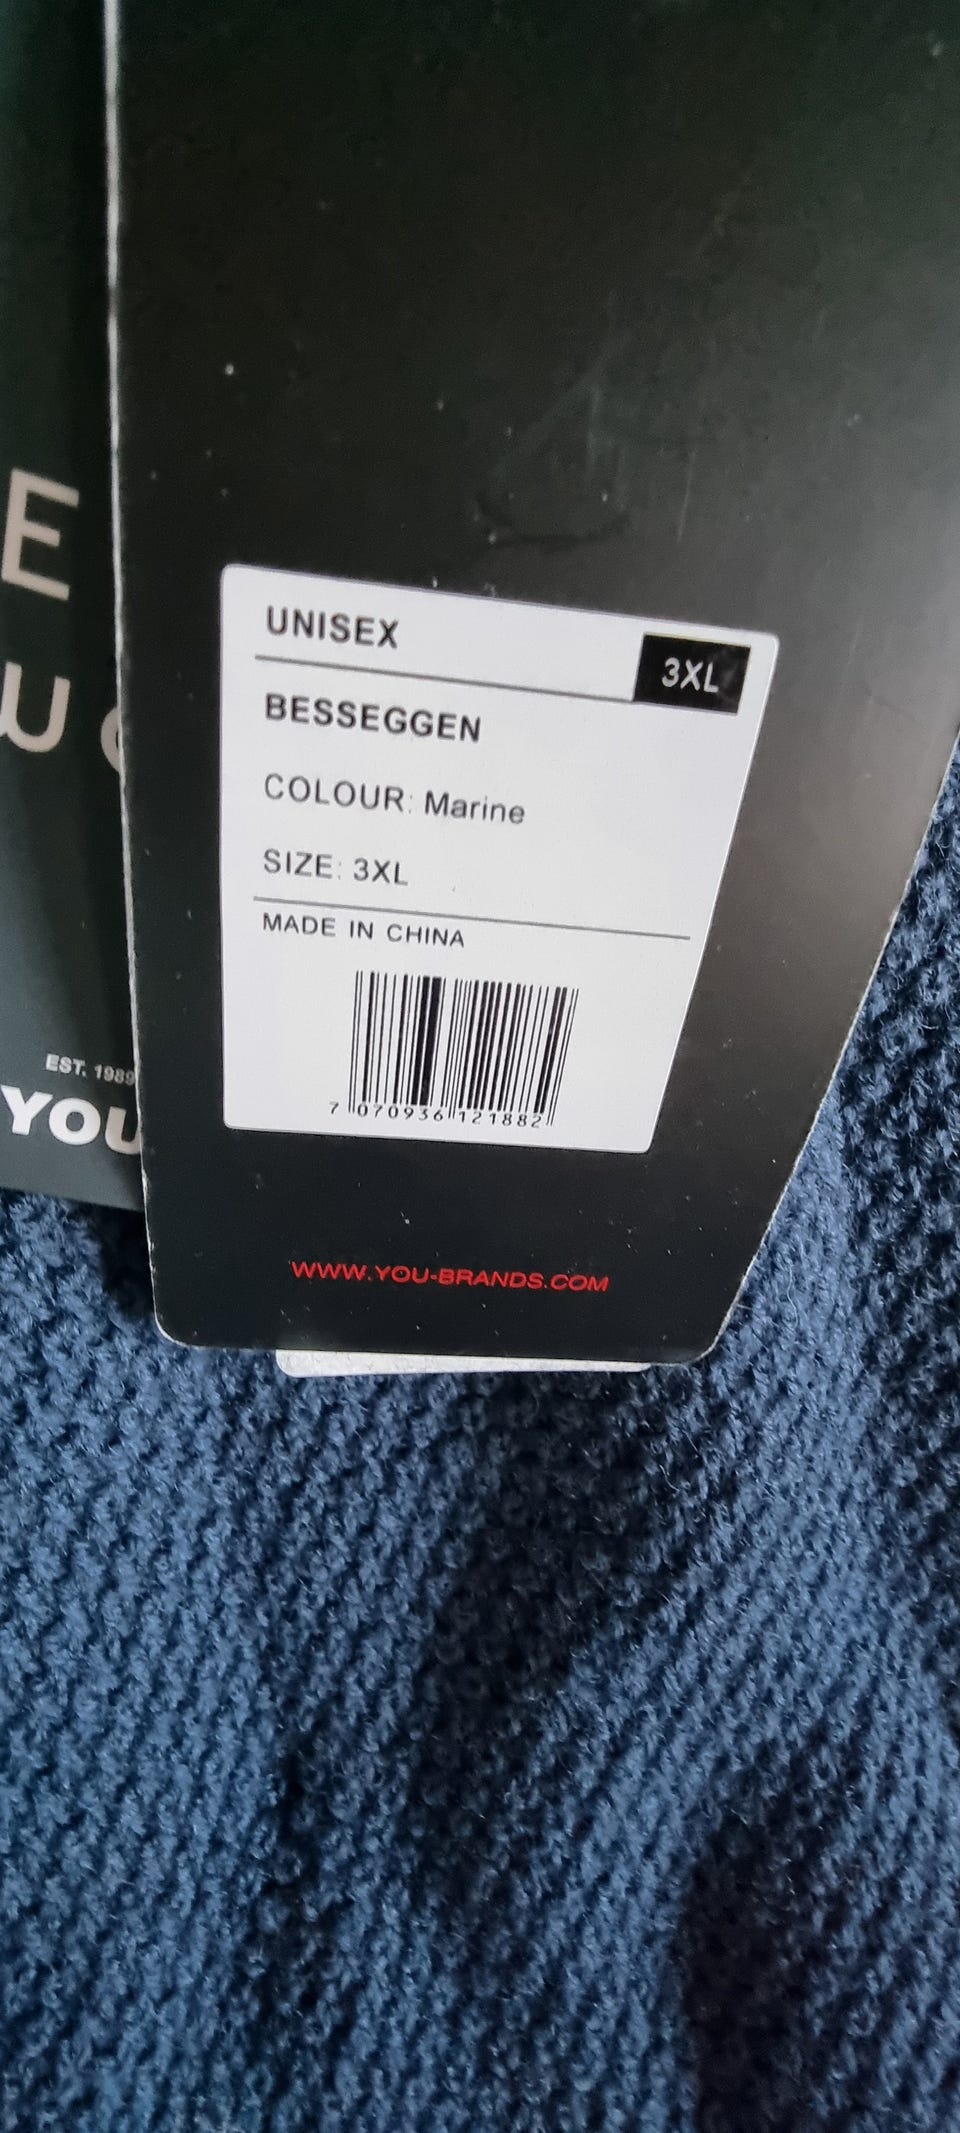 UNISEX
3XL
BESSEGGEN
COLOUR: Marine
SIZE: 3XL
MADE IN CHINA
7 070936 121882
WWW.YOU-BRANDS.COM
E
U
EST. 1989
YOU